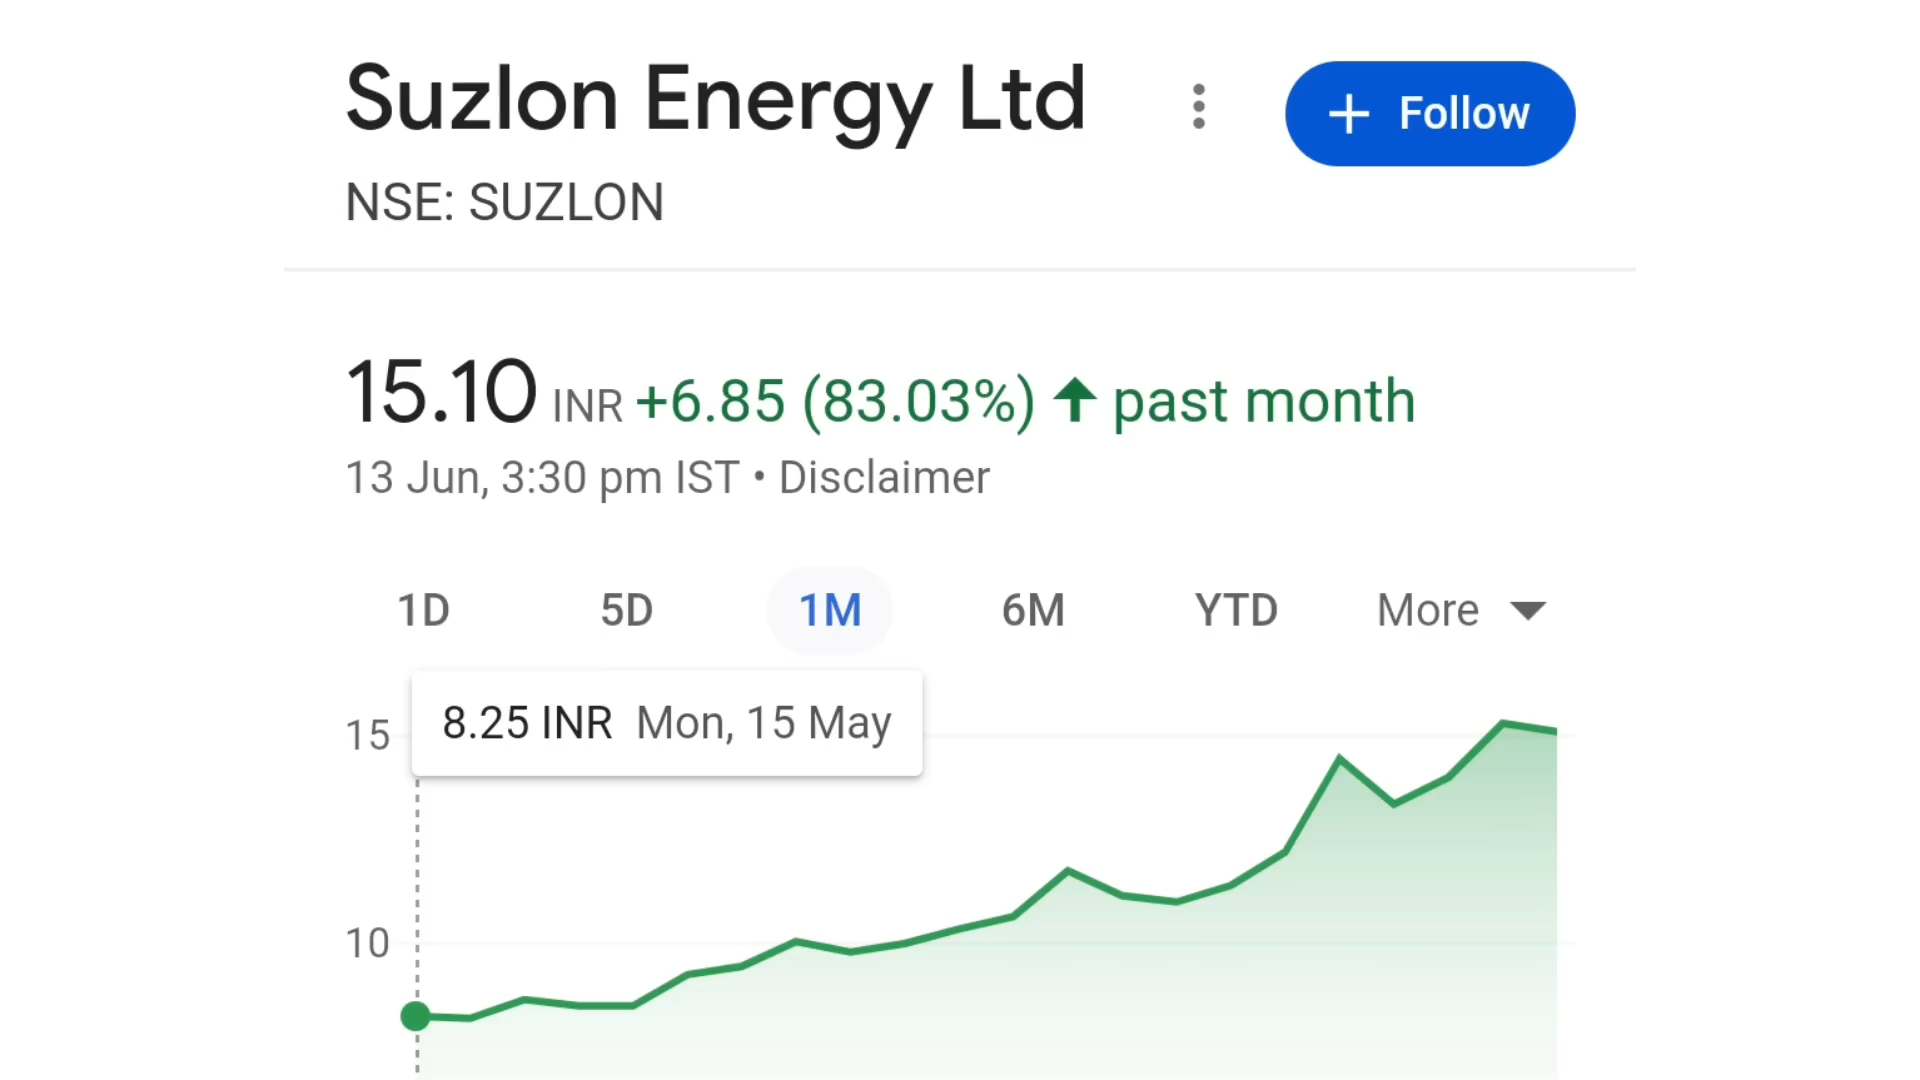 Suzlon Energy Ltd
+ Follow
NSE: SUZLON
15.10 INR +6.85 (83.03%) ↑ past month
13 Jun, 3:30 pm IST • Disclaimer
1D 5D 1M 6M YTD More
8.25 INR Mon, 15 May
15
10